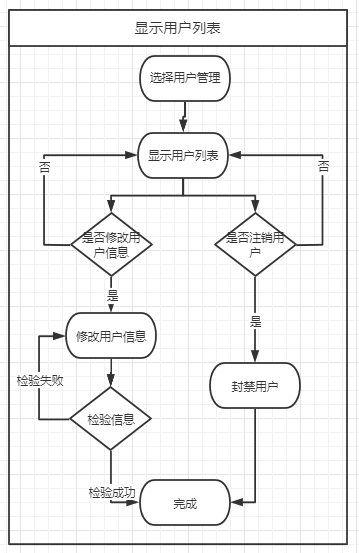 显示用户列表
选择用户管理
显示用户列表
否
否
是否修改用
户信息
是否注销用
户
是
是
修改用户信息
检验失败
封禁用户
检验信息
检验成功
完成